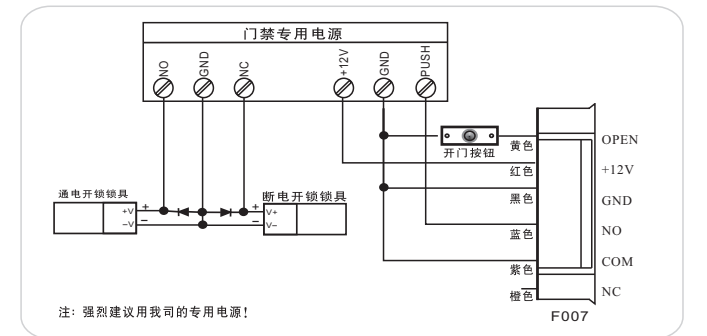 门禁专用电源
NO GND NC +12V GND PUSH
开门按钮
黄色 OPEN
红色 +12V
黑色 GND
蓝色 NO
紫色 COM
橙色 NC
F007
通电开锁锁具 断电开锁锁具
+V + + V+
-V - - V-
注: 强烈建议用我司的专用电源!